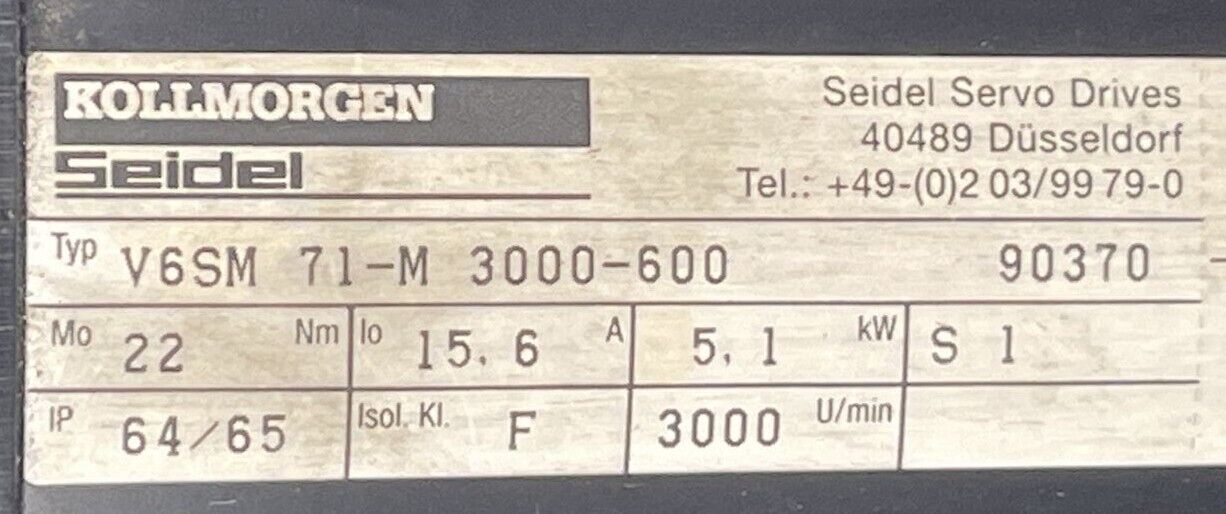 KOLLMORGEN
Seidel
Seidel Servo Drives
40489 Düsseldorf
Tel.: +49-(0)2 03/99 79-0
Typ V6SM 71-M 3000-600 90370
Mo 22 Nm Io 15.6 A 5.1 kW S 1
IP 64/65 Isol. Kl. F 3000 U/min